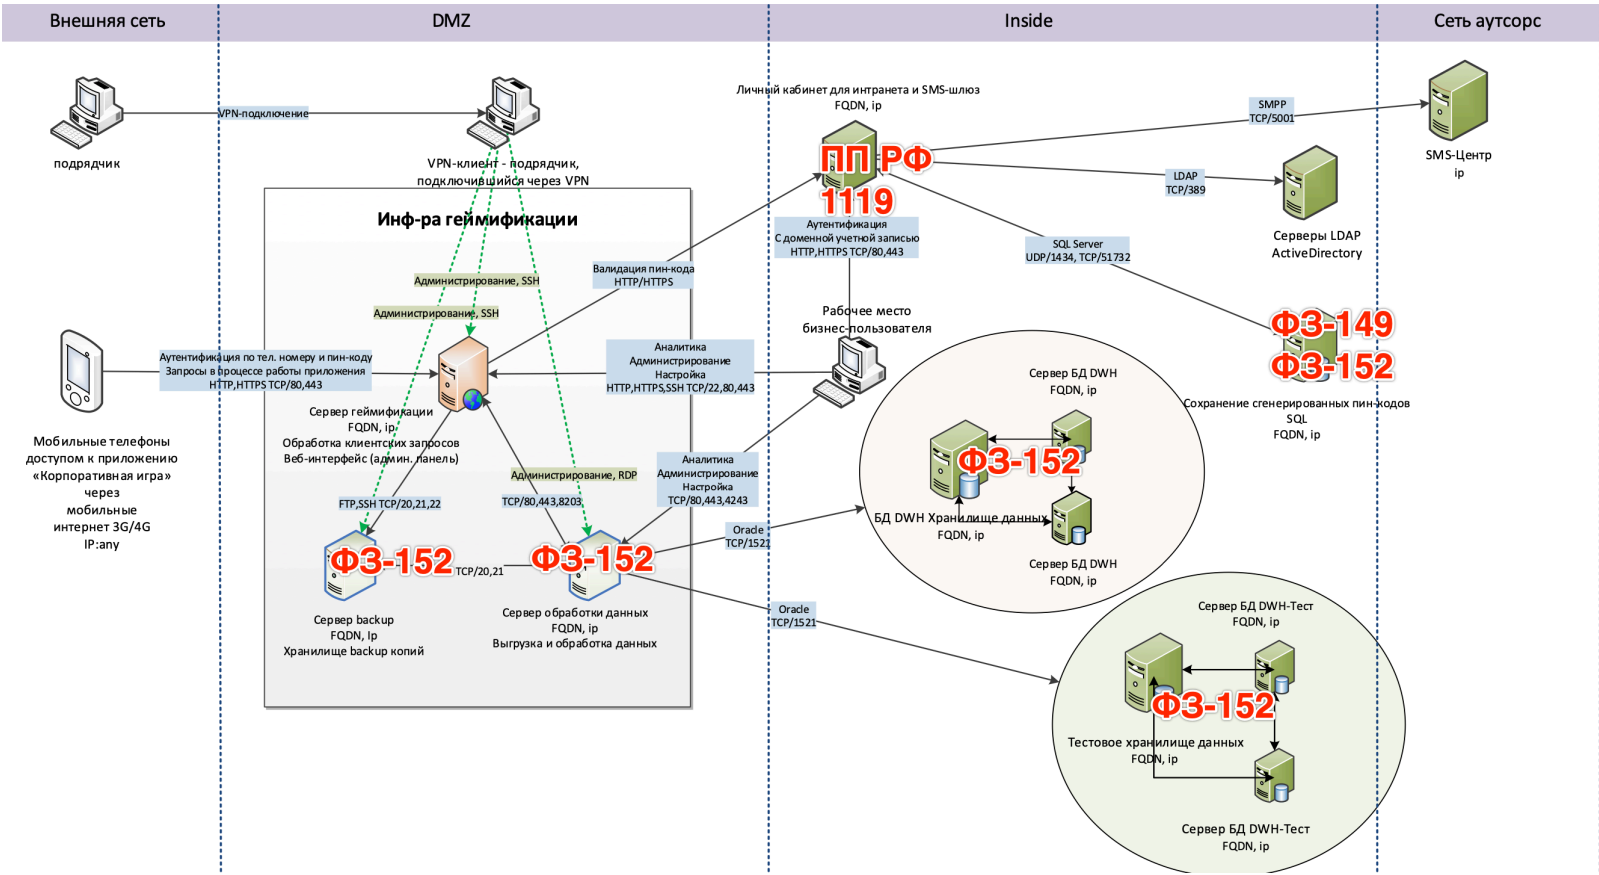 Внешняя сеть
DMZ
Inside
Сеть аутсорс
подрядчик
VPN-подключение
VPN-клиент - подрядчик,
подключившийся через VPN
Личный кабинет для интранета и SMS-шлюз
FQDN, ip
ПП РФ
1119
SMPP
TCP/5001
SMS-Центр
ip
LDAP
TCP/389
Серверы LDAP
ActiveDirectory
Инф-ра геймификации
Аутентификация
С доменной учетной записью
HTTP,HTTPS TCP/80,443
SQL Server
UDP/1434, TCP/51732
Валидация пин-кода
HTTP/HTTPS
Администрирование, SSH
Администрирование, SSH
Рабочее место
бизнес-пользователя
ФЗ-149
ФЗ-152
Сохранение сгенерированных пин-кодов
SQL
FQDN, ip
Аутентификация по тел. номеру и пин-коду
Запросы в процессе работы приложения
HTTP,HTTPS TCP/80,443
Аналитика
Администрирование
Настройка
HTTP,HTTPS,SSH TCP/22,80,443
Мобильные телефоны
доступом к приложению
«Корпоративная игра»
через
мобильные
интернет 3G/4G
IP:any
Сервер геймификации
FQDN, ip
Обработка клиентских запросов
Веб-интерфейс (админ. панель)
Администрирование, RDP
Аналитика
Администрирование
Настройка
TCP/80,443,4243
FTP,SSH TCP/20,21,22
TCP/80,443,8203
Сервер БД DWH
FQDN, ip
ФЗ-152
БД DWH Хранилище данных
FQDN, ip
Сервер БД DWH
FQDN, ip
Oracle
TCP/1521
ФЗ-152
TCP/20,21
ФЗ-152
Сервер backup
FQDN, Ip
Хранилище backup копий
Сервер обработки данных
FQDN, ip
Выгрузка и обработка данных
Oracle
TCP/1521
Сервер БД DWH-Тест
FQDN, ip
ФЗ-152
Тестовое хранилище данных
FQDN, ip
Сервер БД DWH-Тест
FQDN, ip